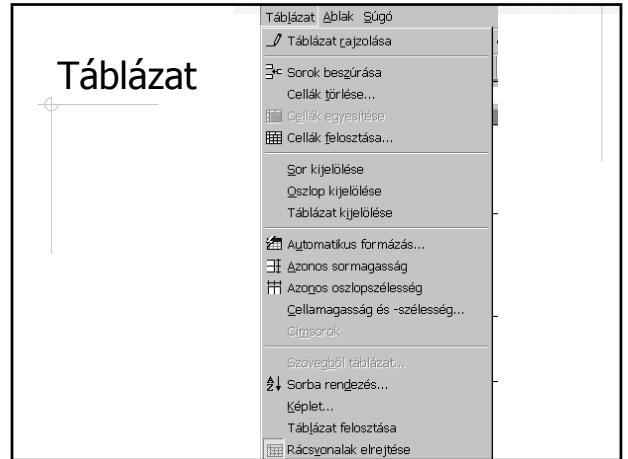 Táblázat
Táblázat Ablak Súgó
Táblázat rajzolása
Sorok beszúrása
Cellák törlése...
Cellák egyesítése
Cellák felosztása...
Sor kijelölése
Oszlop kijelölése
Táblázat kijelölése
Automatikus formázás...
Azonos sormagasság
Azonos oszlopszélesség
Cellamagasság és -szélesség...
Címsorok
Szövegből táblázat...
Sorba rendezés...
Képlet...
Táblázat felosztása
Rácsvonalak elrejtése